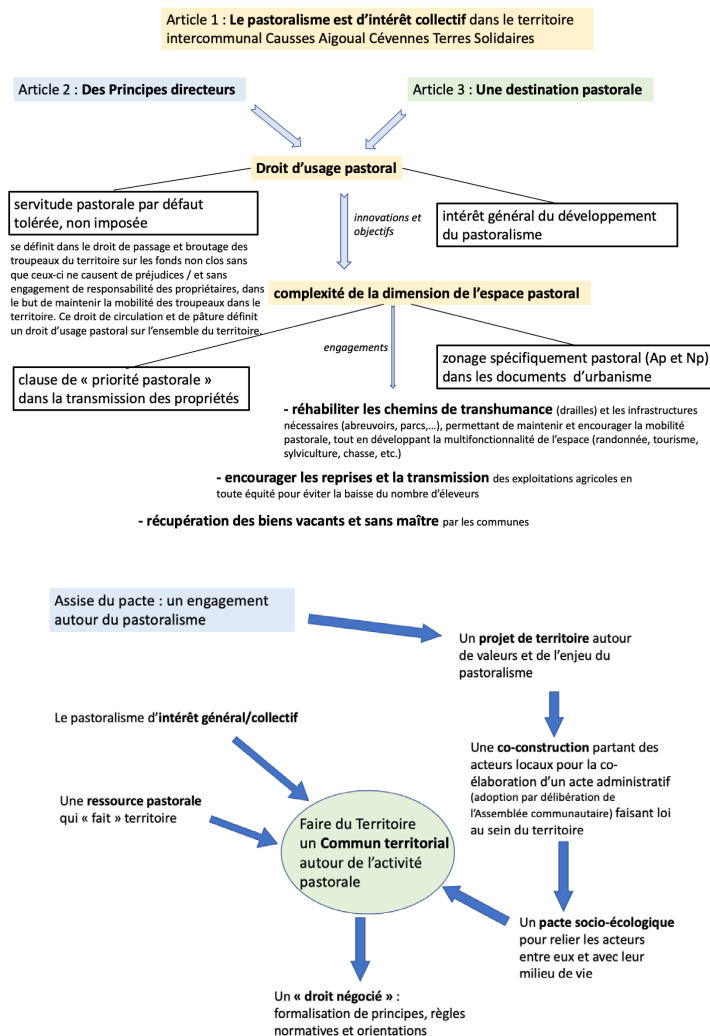 Article 1 : Le pastoralisme est d’intérêt collectif dans le territoire
intercommunal Causses Aigoual Cévennes Terres Solidaires
Article 2 : Des Principes directeurs
Article 3 : Une destination pastorale
Droit d’usage pastoral
servitude pastorale par défaut
tolérée, non imposée
innovations et
objectifs
intérêt général du développement
du pastoralisme
se définit dans le droit de passage et broutage des
troupeaux du territoire sur les fonds non clos sans
que ceux-ci ne causent de préjudices / et sans
engagement de responsabilité des propriétaires, dans
le but de maintenir la mobilité des troupeaux dans le
territoire. Ce droit de circulation et de pâture définit
un droit d’usage pastoral sur l’ensemble du territoire.
complexité de la dimension de l’espace pastoral
engagements
clause de « priorité pastorale »
dans la transmission des propriétés
zonage spécifiquement pastoral (Ap et Np)
dans les documents d’urbanisme
- réhabiliter les chemins de transhumance (drailles) et les infrastructures
nécessaires (abreuvoirs, parcs,…), permettant de maintenir et encourager la mobilité
pastorale, tout en développant la multifonctionnalité de l’espace (randonnée, tourisme,
sylviculture, chasse, etc.)
- encourager les reprises et la transmission des exploitations agricoles en
toute équité pour éviter la baisse du nombre d’éleveurs
- récupération des biens vacants et sans maître par les communes
Assise du pacte : un engagement
autour du pastoralisme
Un projet de territoire autour
de valeurs et de l’enjeu du
pastoralisme
Le pastoralisme d’intérêt général/collectif
Une co-construction partant des
acteurs locaux pour la co-
élaboration d’un acte administratif
(adoption par délibération de
l’Assemblée communautaire) faisant loi
au sein du territoire
Une ressource pastorale
qui « fait » territoire
Faire du Territoire
un Commun territorial
autour de l’activité
pastorale
Un pacte socio-écologique
pour relier les acteurs
entre eux et avec leur
milieu de vie
Un « droit négocié » :
formalisation de principes, règles
normatives et orientations